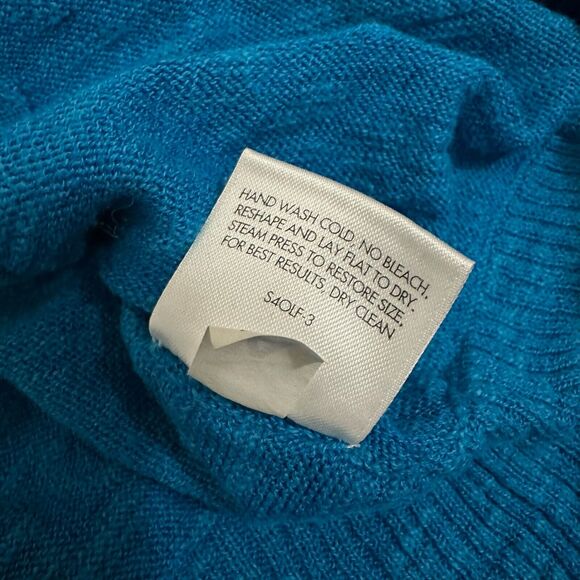 HAND WASH COLD, NO BLEACH,
RESHAPE AND LAY FLAT TO DRY.
STEAM PRESS TO RESTORE SIZE.
FOR BEST RESULTS, DRY CLEAN
S4OLF-3